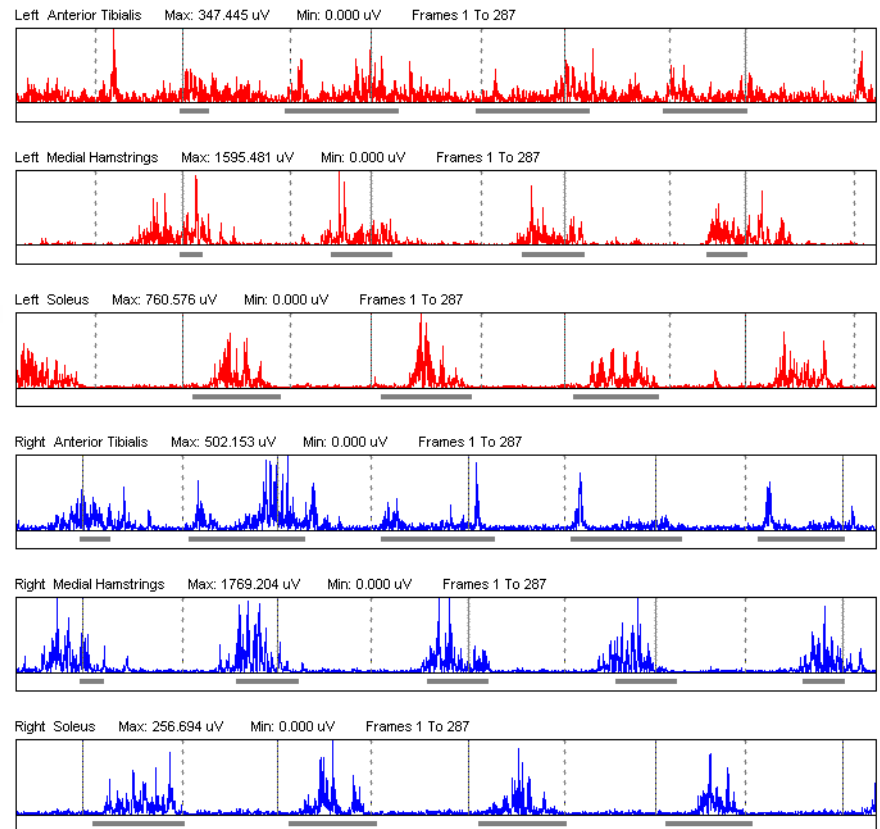 Left Anterior Tibialis Max: 347.445 uV Min: 0.000 uV Frames 1 To 287
Left Medial Hamstrings Max: 1595.481 uV Min: 0.000 uV Frames 1 To 287
Left Soleus Max: 760.576 uV Min: 0.000 uV Frames 1 To 287
Right Anterior Tibialis Max: 502.153 uV Min: 0.000 uV Frames 1 To 287
Right Medial Hamstrings Max: 1769.204 uV Min: 0.000 uV Frames 1 To 287
Right Soleus Max: 256.694 uV Min: 0.000 uV Frames 1 To 287